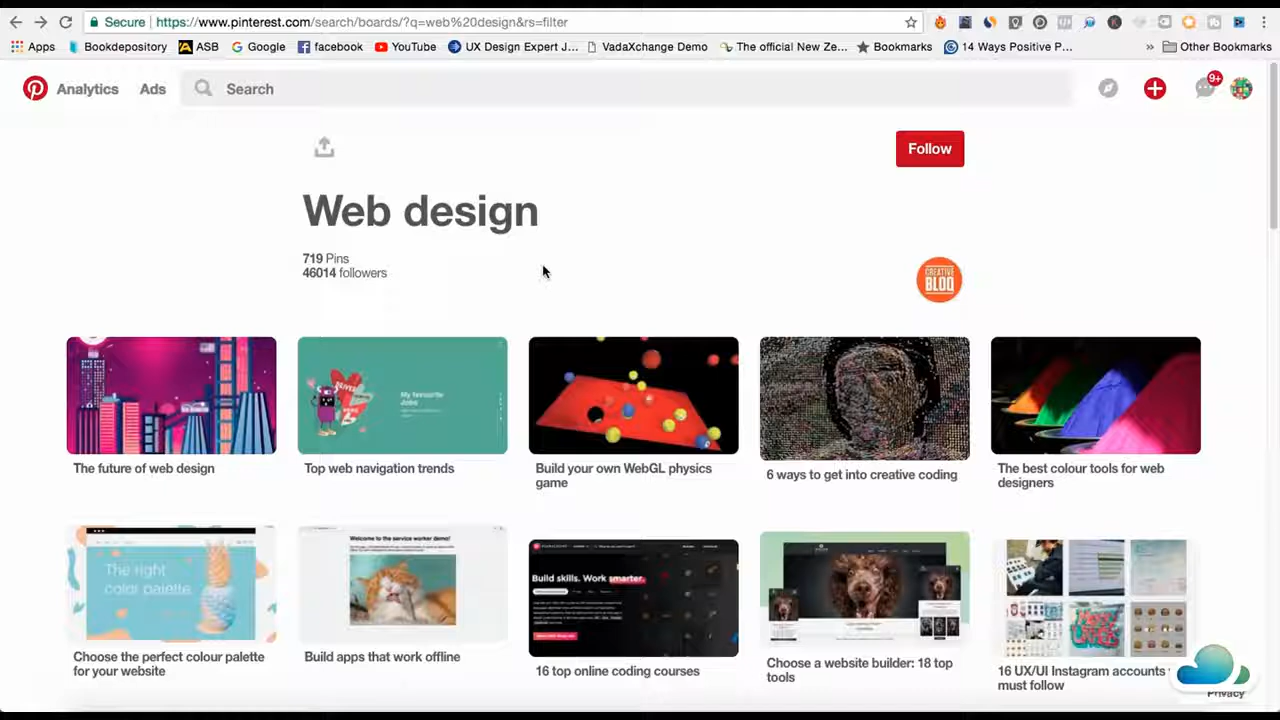 Secure https://www.pinterest.com/search/boards/?q=web%20design&rs=filter
Apps Bookdepository ASB Google facebook YouTube UX Design Expert J... VadaXchange Demo The official New Ze... Bookmarks 14 Ways Positive P... » Other Bookmarks
Analytics Ads Search 9+
Follow
Web design
719 Pins
46014 followers
CREATIVE
BLOQ
My favourite
Jobs
The future of web design
Top web navigation trends
Build your own WebGL physics
game
6 ways to get into creative coding
The best colour tools for web
designers
The right
color palette
Welcome to the service worker demo!
Build skills. Work smarter.
Choose the perfect colour palette
for your website
Build apps that work offline
16 top online coding courses
Choose a website builder: 18 top
tools
16 UX/UI Instagram accounts
must follow
Privacy